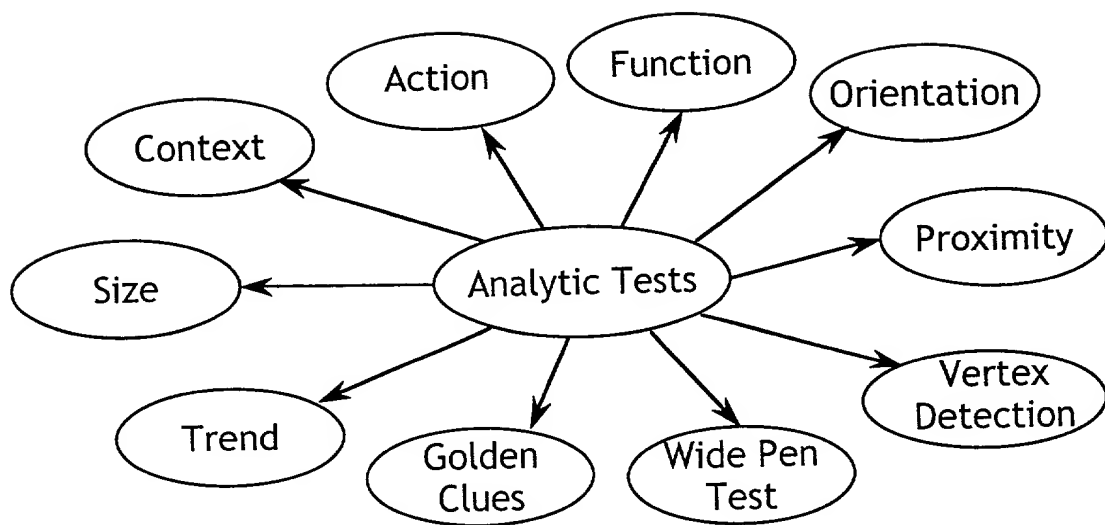 Function
Action
Orientation
Context
Proximity
Analytic Tests
Size
Vertex
Detection
Trend
Golden
Clues
Wide Pen
Test